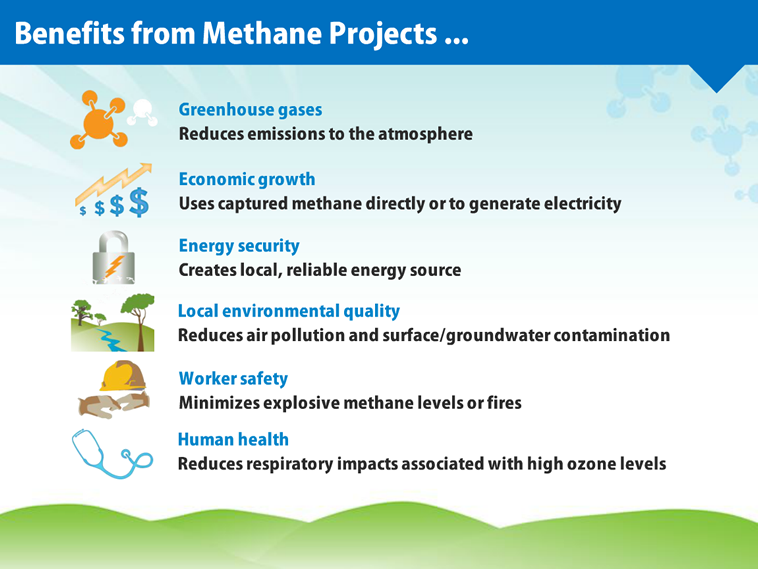 Benefits from Methane Projects ...
Greenhouse gases
Reduces emissions to the atmosphere
Economic growth
Uses captured methane directly or to generate electricity
$ $ $ $
Energy security
Creates local, reliable energy source
Local environmental quality
Reduces air pollution and surface/groundwater contamination
Worker safety
Minimizes explosive methane levels or fires
Human health
Reduces respiratory impacts associated with high ozone levels